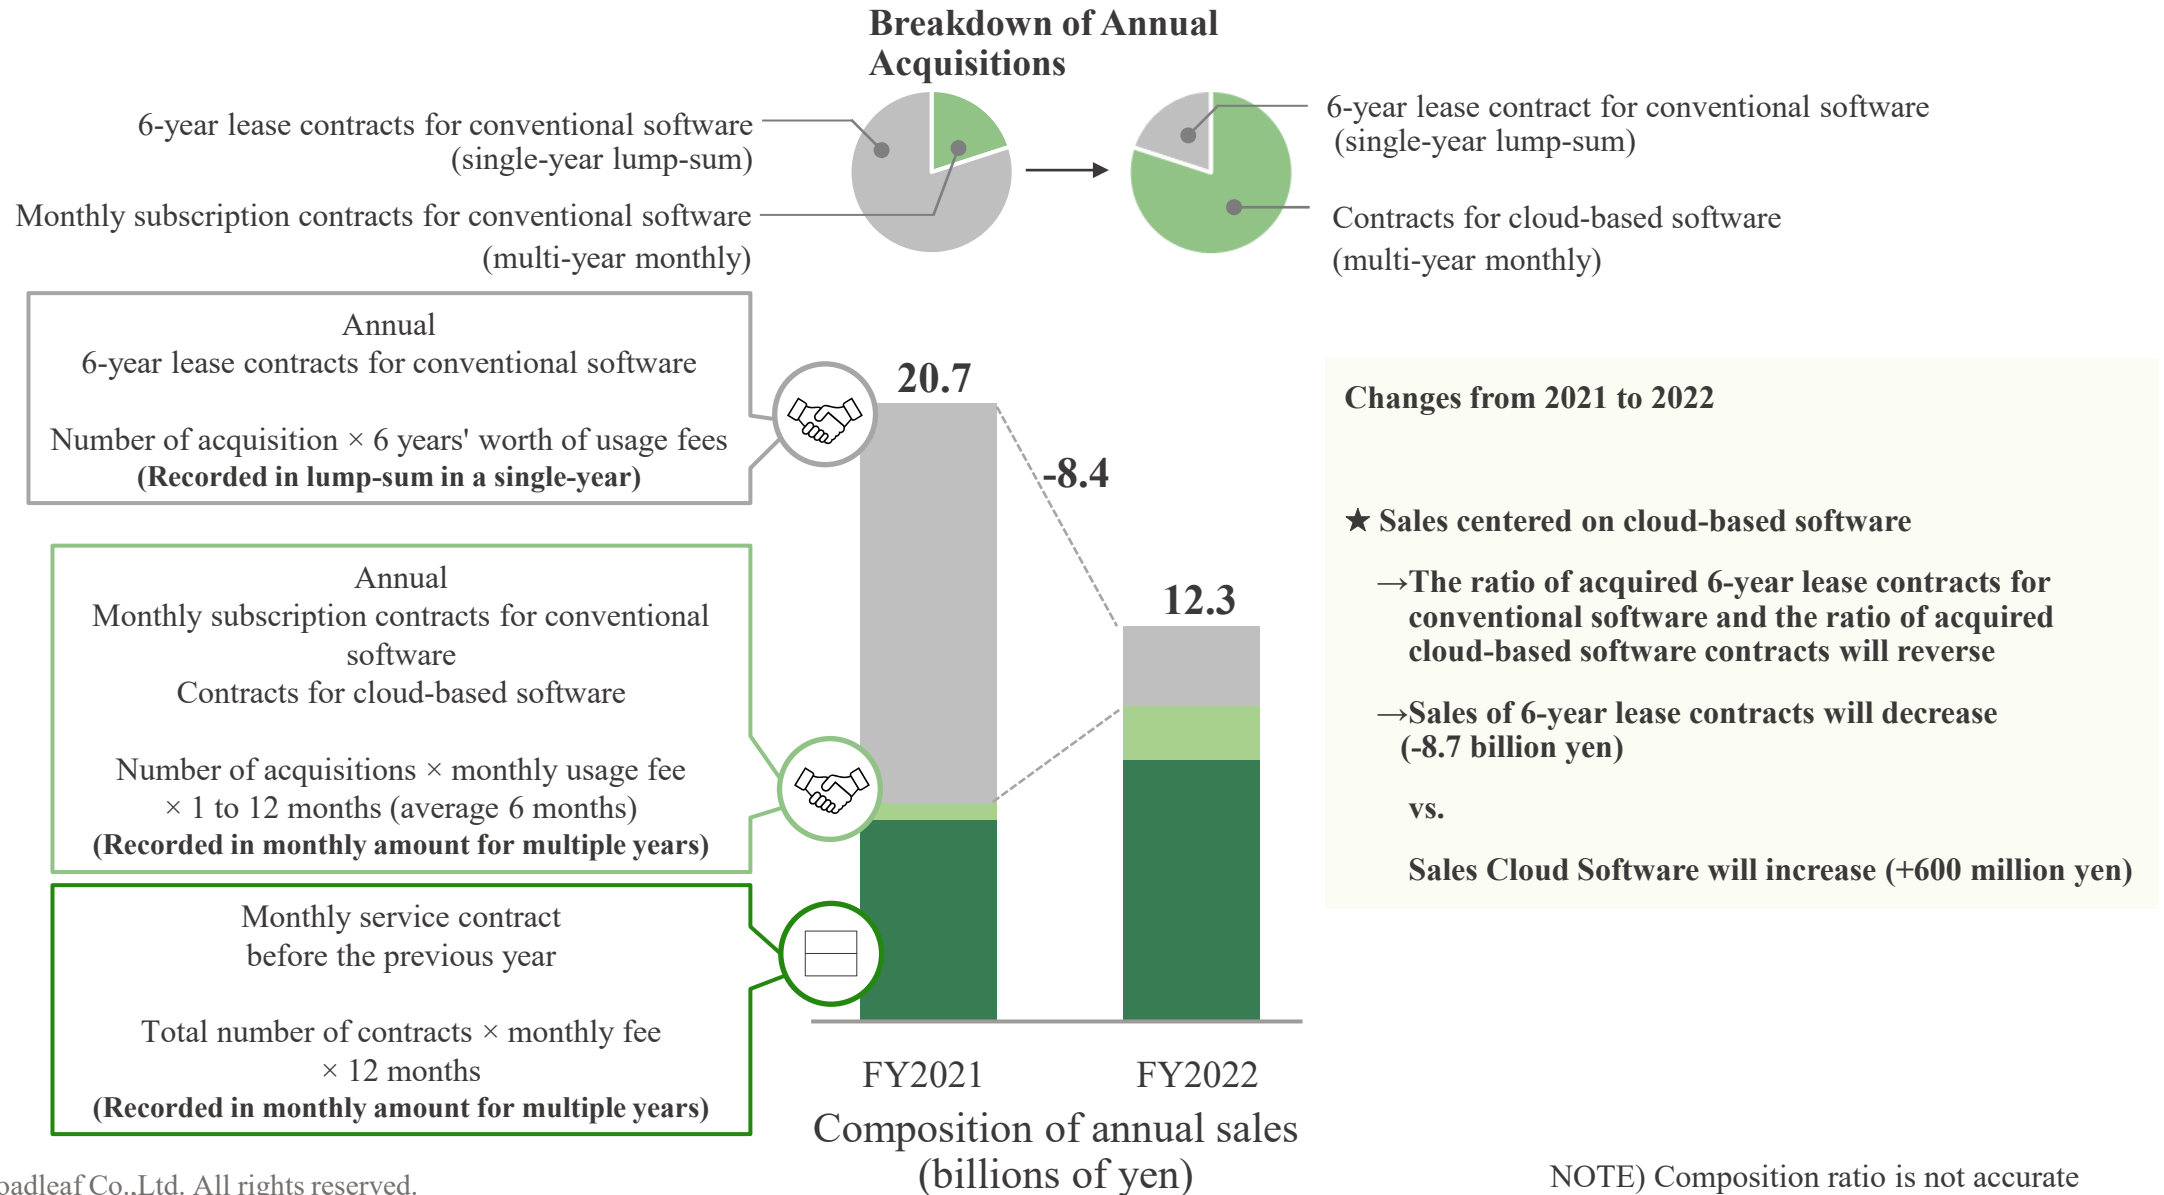 Breakdown of Annual
Acquisitions
6-year lease contracts for conventional software
(single-year lump-sum)
Monthly subscription contracts for conventional software
(multi-year monthly)
6-year lease contract for conventional software
(single-year lump-sum)
Contracts for cloud-based software
(multi-year monthly)
Annual
6-year lease contracts for conventional software
Number of acquisition × 6 years' worth of usage fees
(Recorded in lump-sum in a single-year)
Annual
Monthly subscription contracts for conventional
software
Contracts for cloud-based software
Number of acquisitions × monthly usage fee
× 1 to 12 months (average 6 months)
(Recorded in monthly amount for multiple years)
Monthly service contract
before the previous year
Total number of contracts × monthly fee
× 12 months
(Recorded in monthly amount for multiple years)
20.7
-8.4
12.3
FY2021
FY2022
Composition of annual sales
(billions of yen)
Changes from 2021 to 2022
★ Sales centered on cloud-based software
→The ratio of acquired 6-year lease contracts for
conventional software and the ratio of acquired
cloud-based software contracts will reverse
→Sales of 6-year lease contracts will decrease
(-8.7 billion yen)
vs.
Sales Cloud Software will increase (+600 million yen)
NOTE) Composition ratio is not accurate
oadleaf Co.,Ltd. All rights reserved.